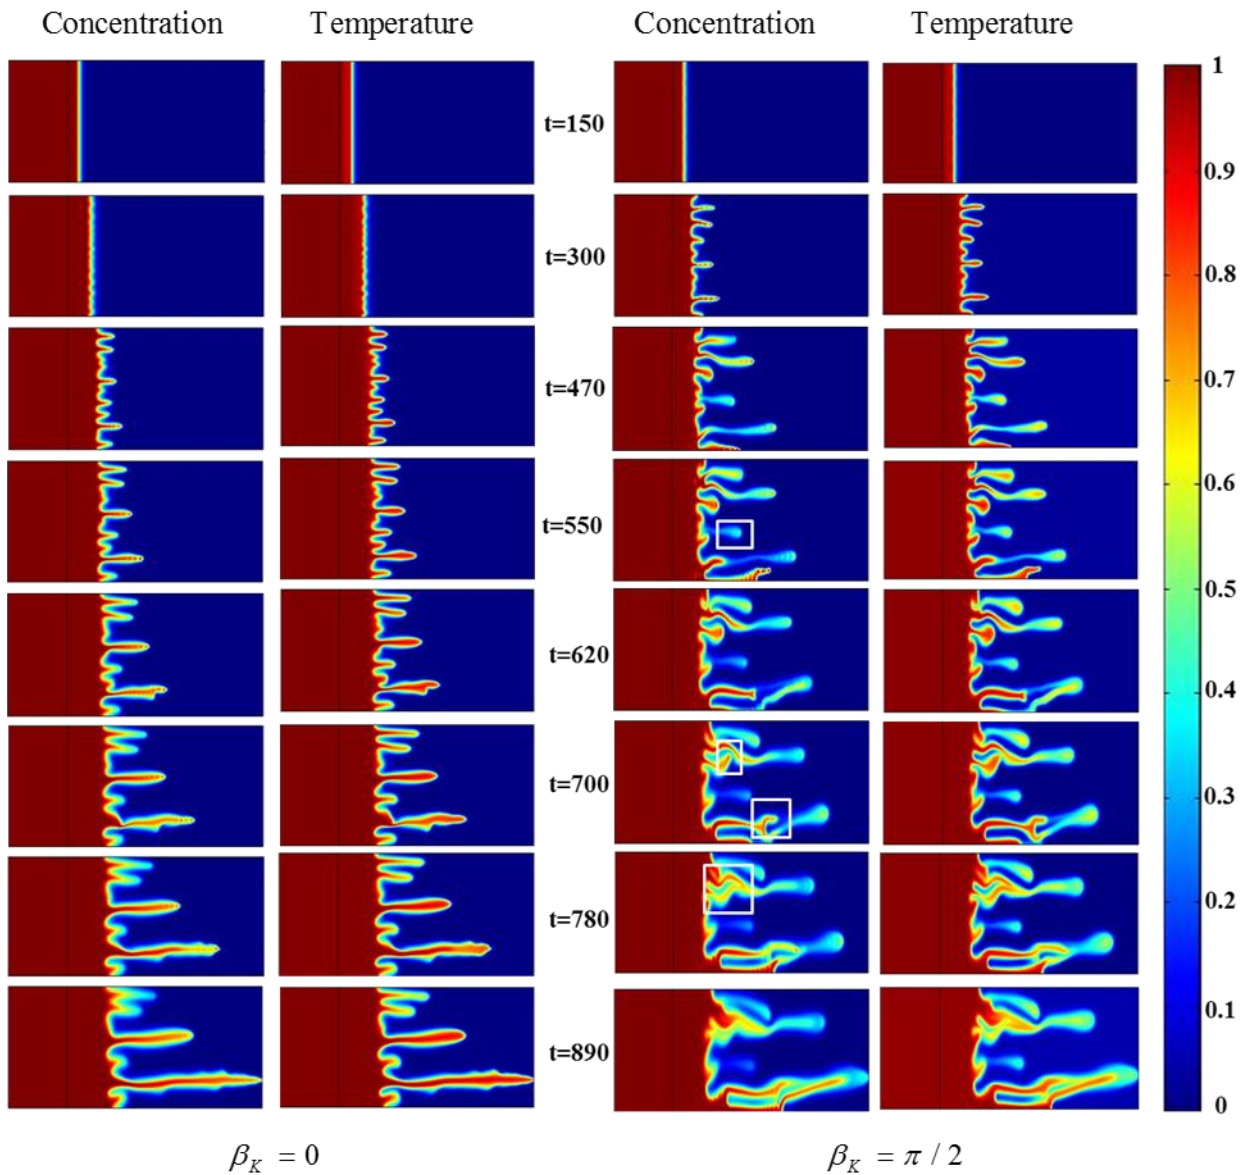 Concentration Temperature Concentration Temperature
1
t=150
0.9
t=300
0.8
t=470
0.7
0.6
t=550
0.5
t=620
0.4
t=700
0.3
t=780
0.2
t=890
0.1
0
β_K = 0 β_K = π / 2